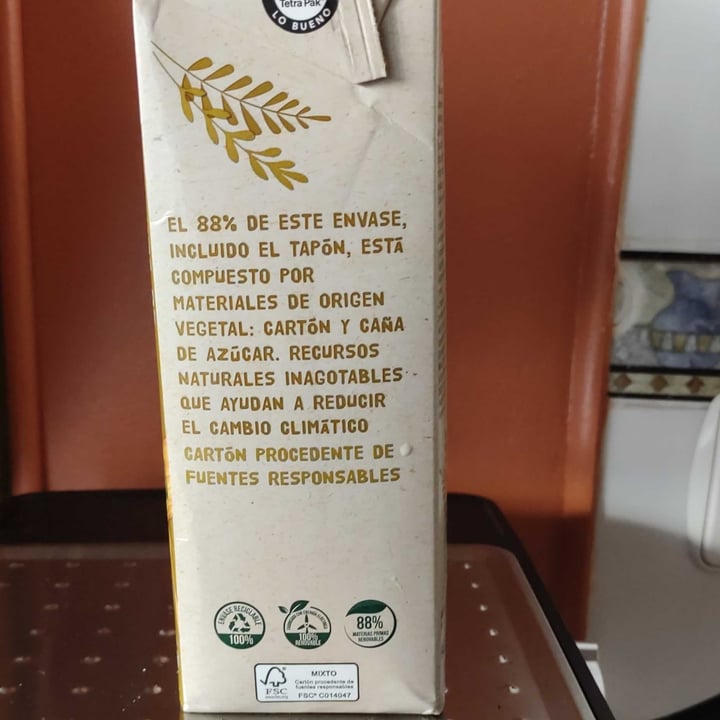 Tetra Pak
LO BUENO
EL 88% DE ESTE ENVASE,
INCLUIDO EL TAPÓN, ESTÁ
COMPUESTO POR
MATERIALES DE ORIGEN
VEGETAL: CARTÓN Y CAÑA
DE AZÚCAR. RECURSOS
NATURALES INAGOTABLES
QUE AYUDAN A REDUCIR
EL CAMBIO CLIMÁTICO
CARTÓN PROCEDENTE DE
FUENTES RESPONSABLES
ENVASE RECICLABLE
100%
100%
RENOVABLE
88%
MATERIAS PRIMAS
RENOVABLES
FSC
MIXTO
Cartón procedente de
fuentes responsables
FSC® C014047